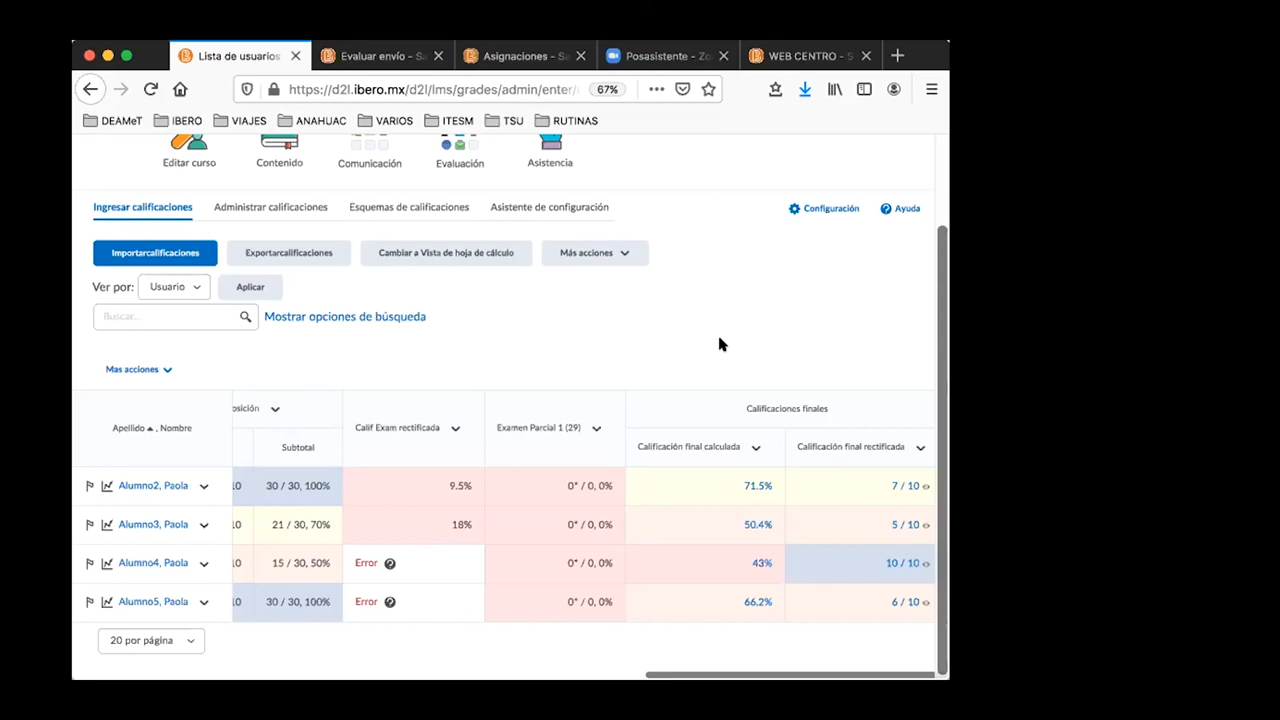 Lista de usuarios
Evaluar envío - Sa
Asignaciones - Sa
Posasistente - Zo
WEB CENTRO - S
https://d2l.ibero.mx/d2l/lms/grades/admin/enter/
67%
DEAMeT
IBERO
VIAJES
ANAHUAC
VARIOS
ITESM
TSU
RUTINAS
Editar curso
Contenido
Comunicación
Evaluación
Asistencia
Ingresar calificaciones
Administrar calificaciones
Esquemas de calificaciones
Asistente de configuración
Configuración
Ayuda
Importarcalificaciones
Exportarcalificaciones
Cambiar a Vista de hoja de cálculo
Más acciones
Ver por:
Usuario
Aplicar
Buscar...
Mostrar opciones de búsqueda
Mas acciones
Apellido , Nombre
osición
Subtotal
Calif Exam rectificada
Examen Parcial 1 (29)
Calificaciones finales
Calificación final calculada
Calificación final rectificada
Alumno2, Paola
30 / 30, 100%
9.5%
0* / 0, 0%
71.5%
7 / 10
Alumno3, Paola
21 / 30, 70%
18%
0* / 0, 0%
50.4%
5 / 10
Alumno4, Paola
15 / 30, 50%
Error
0* / 0, 0%
43%
10 / 10
Alumno5, Paola
30 / 30, 100%
Error
0* / 0, 0%
66.2%
6 / 10
20 por página